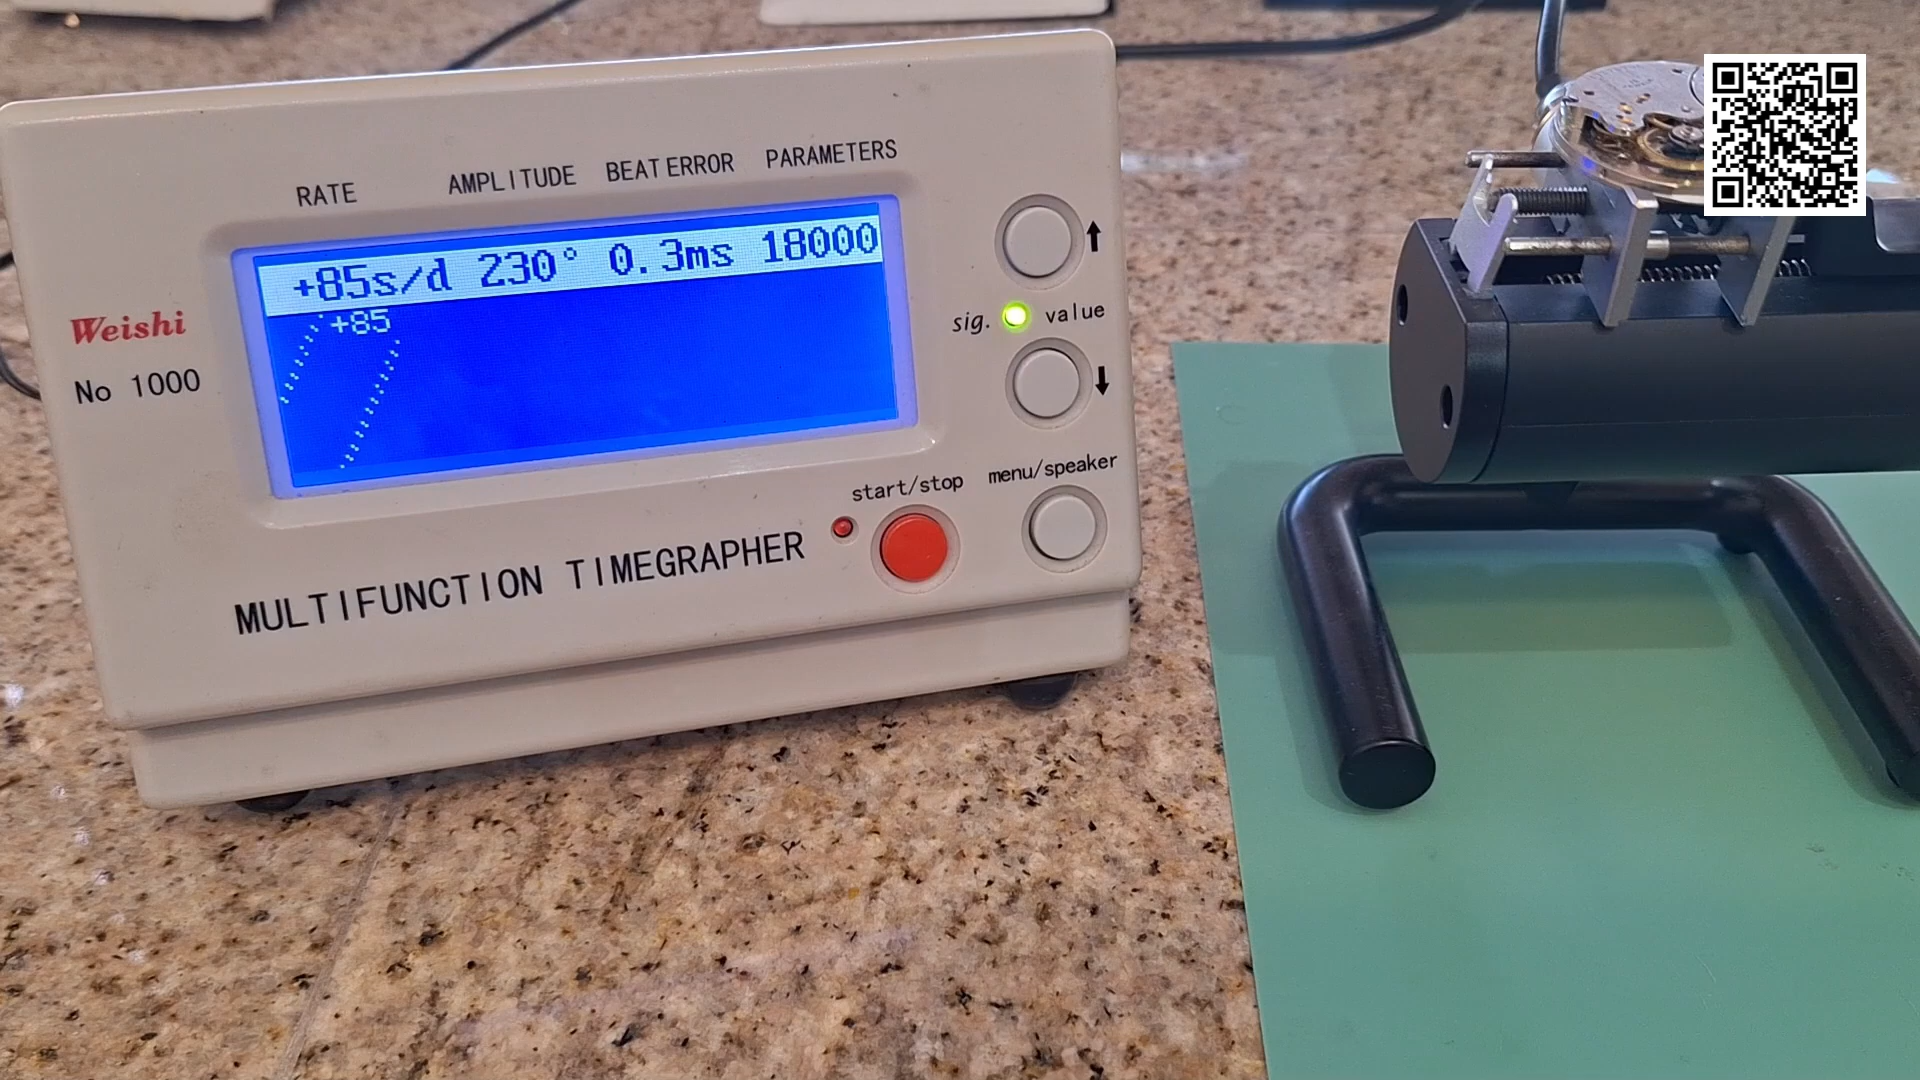 RATE AMPLITUDE BEAT ERROR PARAMETERS
+85s/d 230° 0.3ms 18000
+85
Weishi
No 1000
sig. value
start/stop
menu/speaker
MULTIFUNCTION TIMEGRAPHER